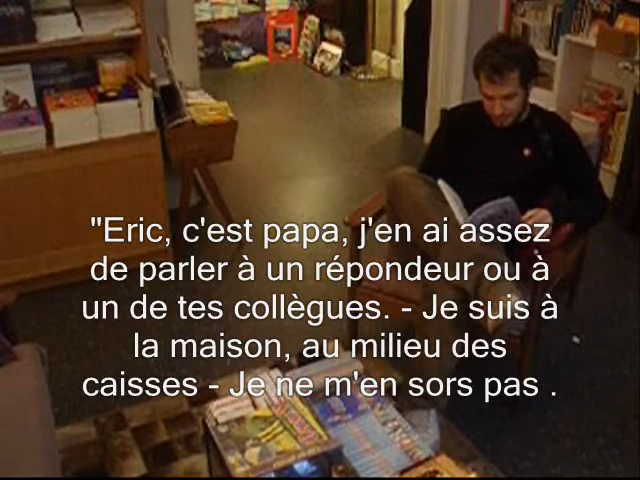 "Eric, c'est papa, j'en ai assez
de parler à un répondeur ou à
un de tes collègues. - Je suis à
la maison, au milieu des
caisses - Je ne m'en sors pas .